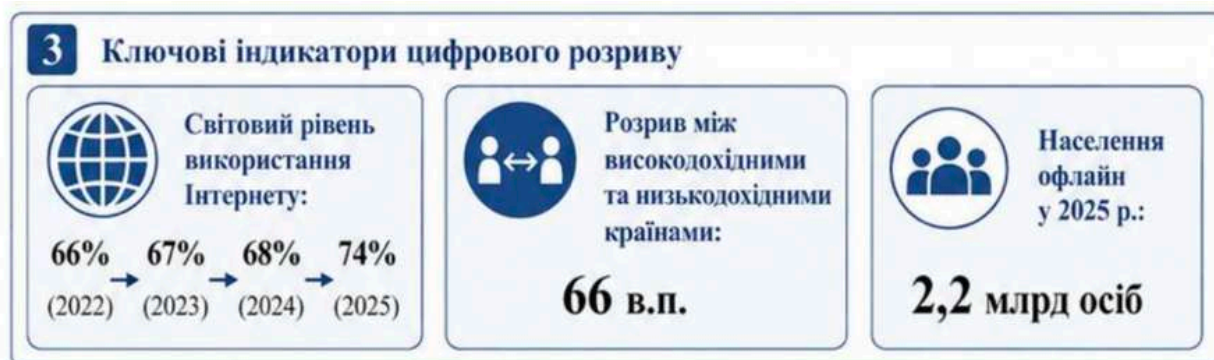 3 Ключові індикатори цифрового розриву
Світовий рівень
використання
Інтернету:
66% → 67% → 68% → 74%
(2022) (2023) (2024) (2025)
Розрив між
високодохідними
та низькодохідними
країнами:
66 в.п.
Населення
офлайн
у 2025 р.:
2,2 млрд осіб